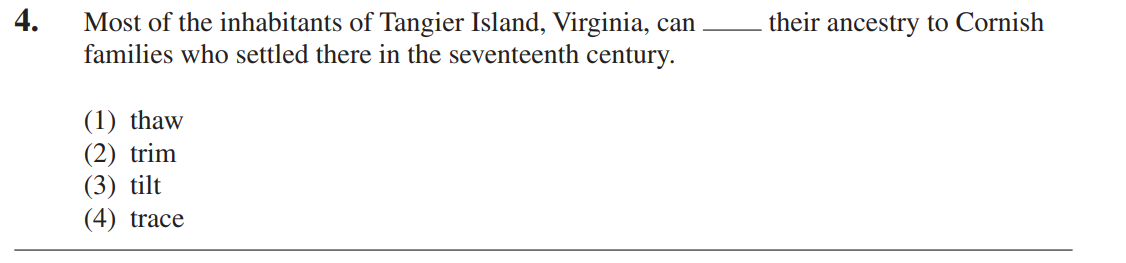 4. Most of the inhabitants of Tangier Island, Virginia, can _____ their ancestry to Cornish
families who settled there in the seventeenth century.
(1) thaw
(2) trim
(3) tilt
(4) trace